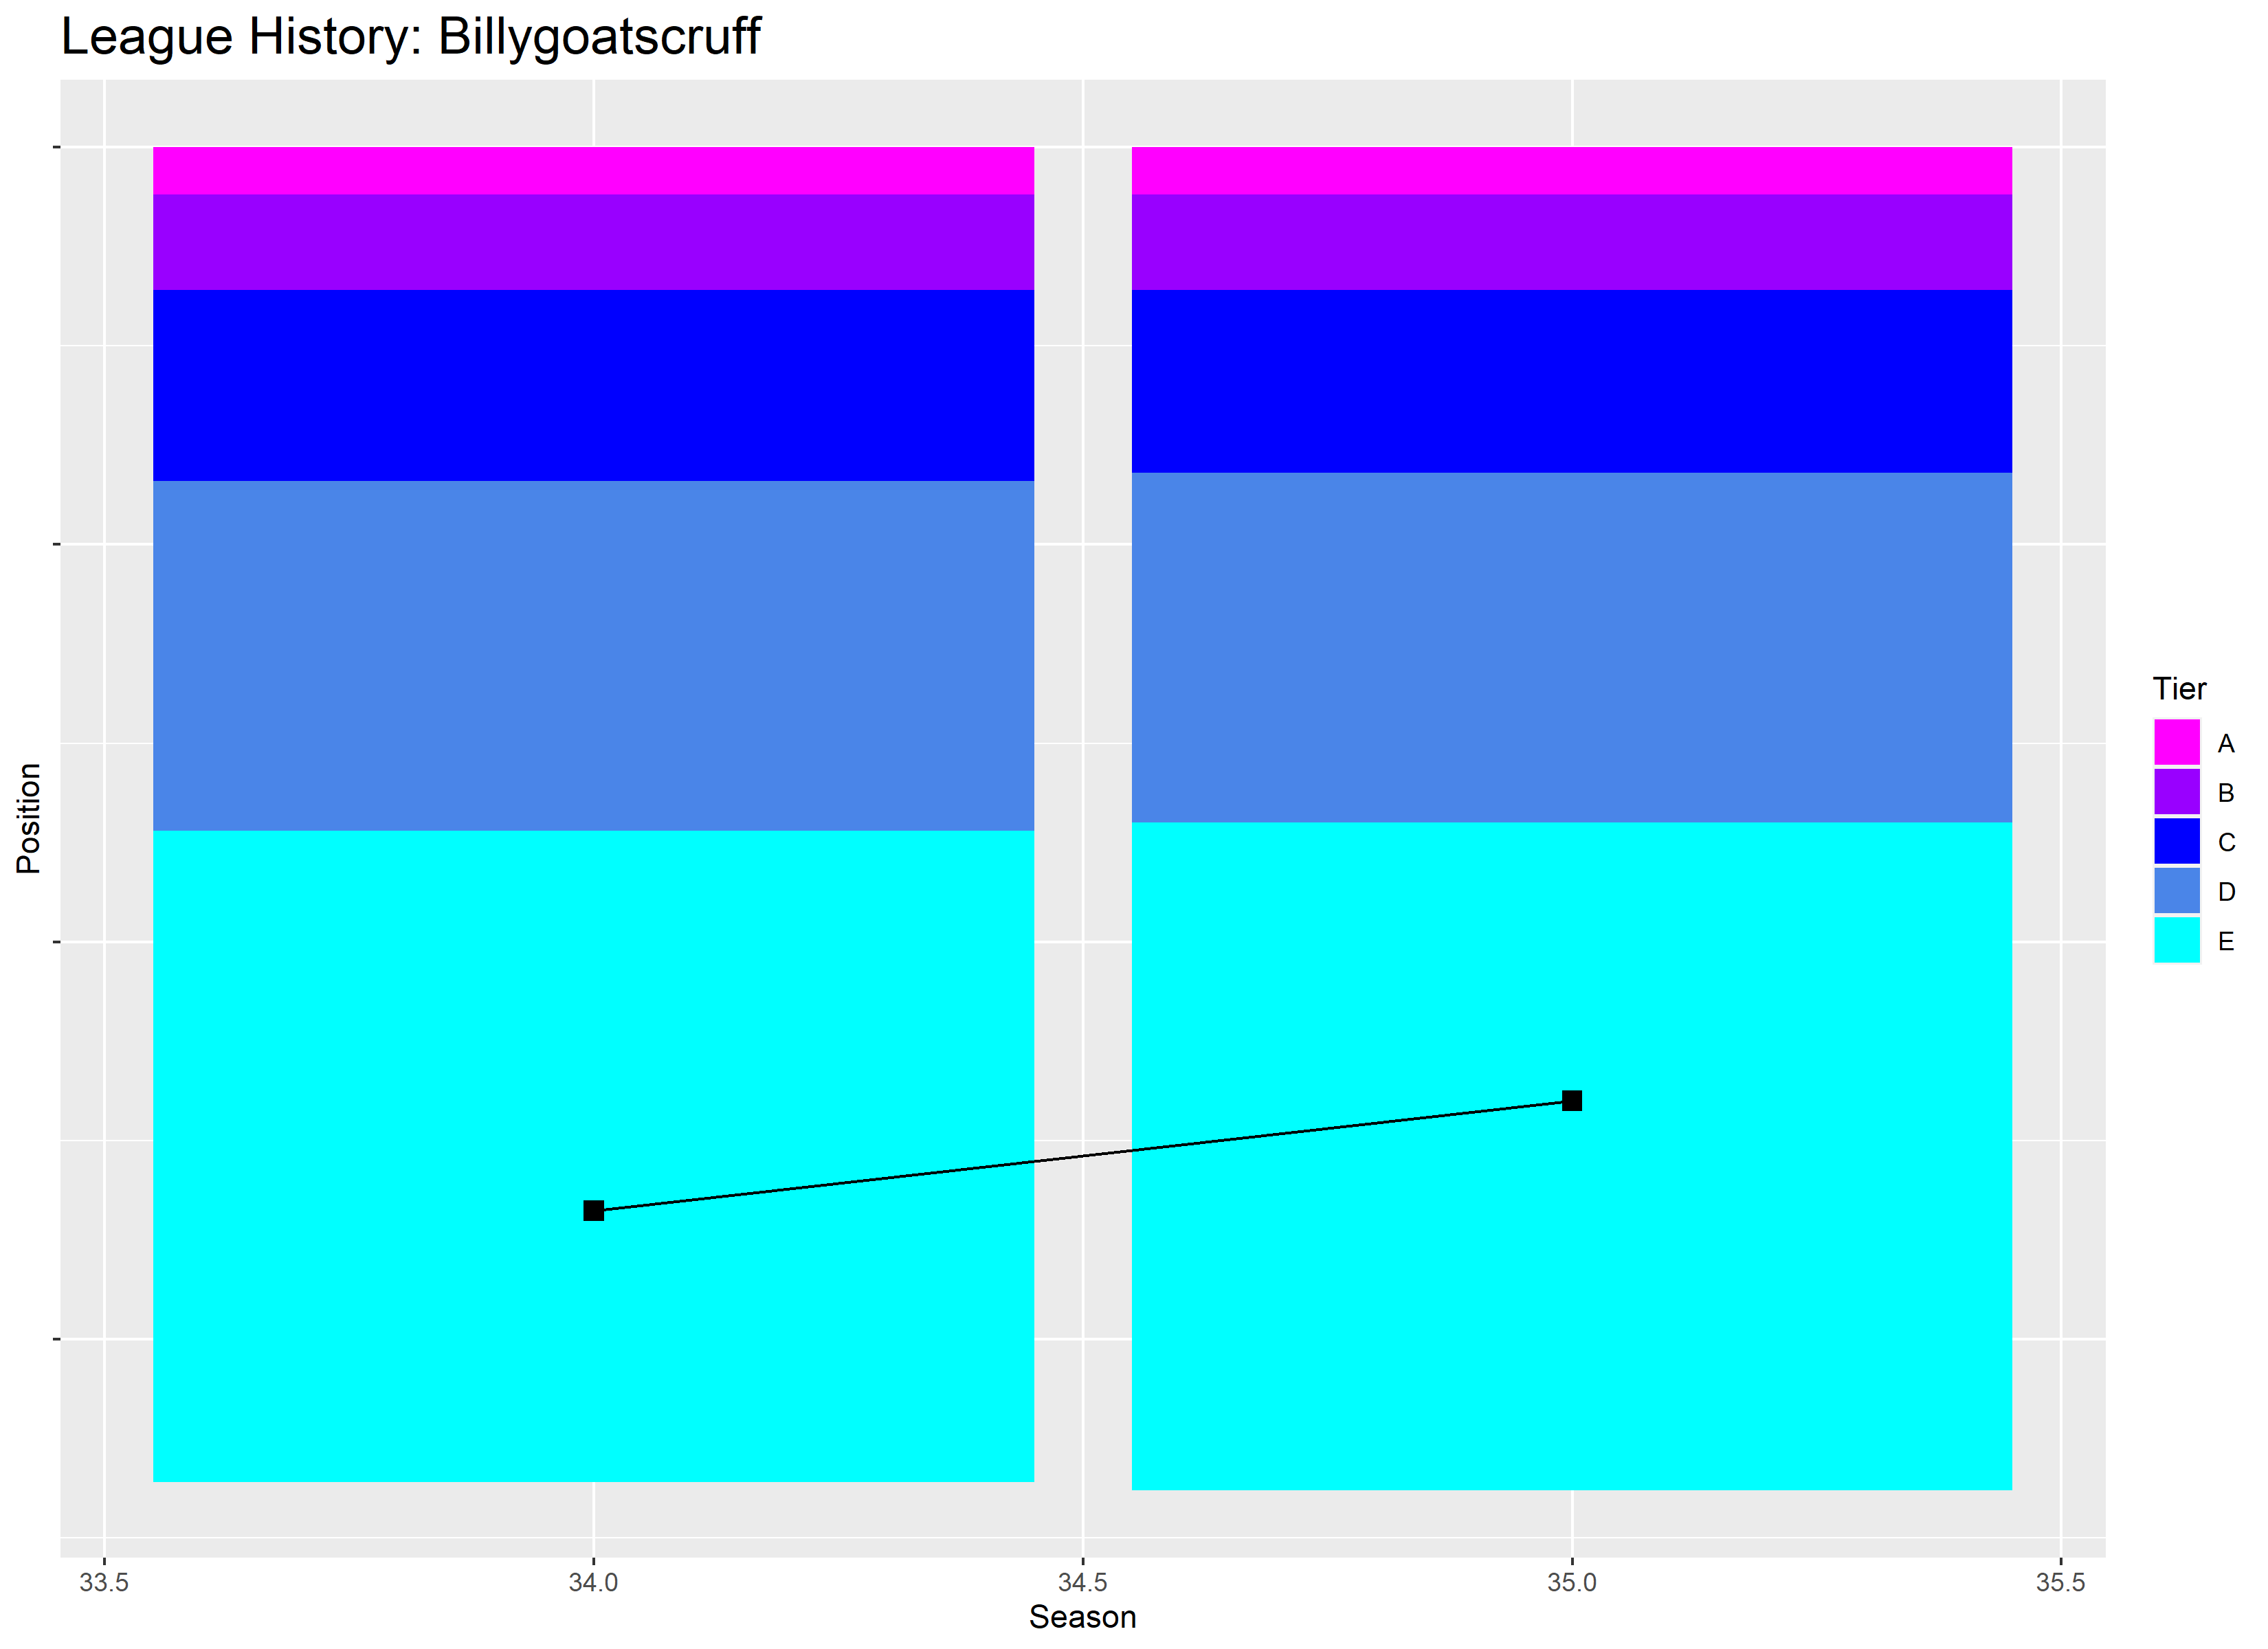 League History: Billygoatscruff
Position
Tier
A
B
C
D
E
33.5 34.0 34.5 35.0 35.5
Season